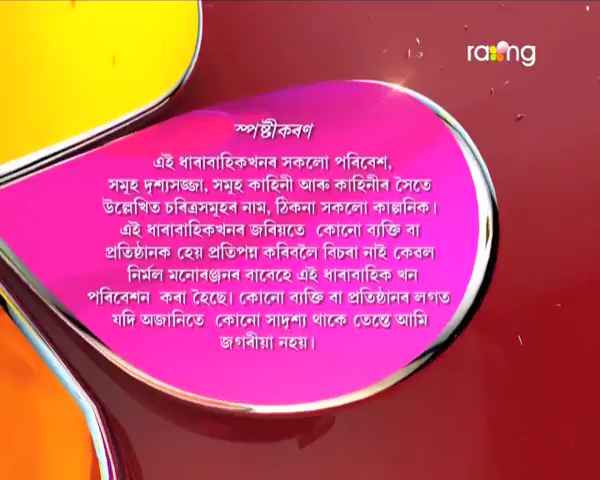 raing
স্পষ্টীকৰণ
এই ধাৰাবাহিকখনৰ সকলো পৰিবেশ,
সমূহ দৃশ্যসজ্জা, সমূহ কাহিনী আৰু কাহিনীৰ সৈতে
উল্লেখিত চৰিত্ৰসমূহৰ নাম, ঠিকনা সকলো কাল্পনিক।
এই ধাৰাবাহিকখনৰ জৰিয়তে কোনো ব্যক্তি বা
প্ৰতিষ্ঠানক হেয় প্ৰতিপন্ন কৰিবলৈ বিচৰা নাই কেৱল
নিৰ্মল মনোৰঞ্জনৰ বাবেহে এই ধাৰাবাহিক খন
পৰিবেশন কৰা হৈছে। কোনো ব্যক্তি বা প্ৰতিষ্ঠানৰ লগত
যদি অজানিতে কোনো সাদৃশ্য থাকে তেন্তে আমি
জগৰীয়া নহয়।